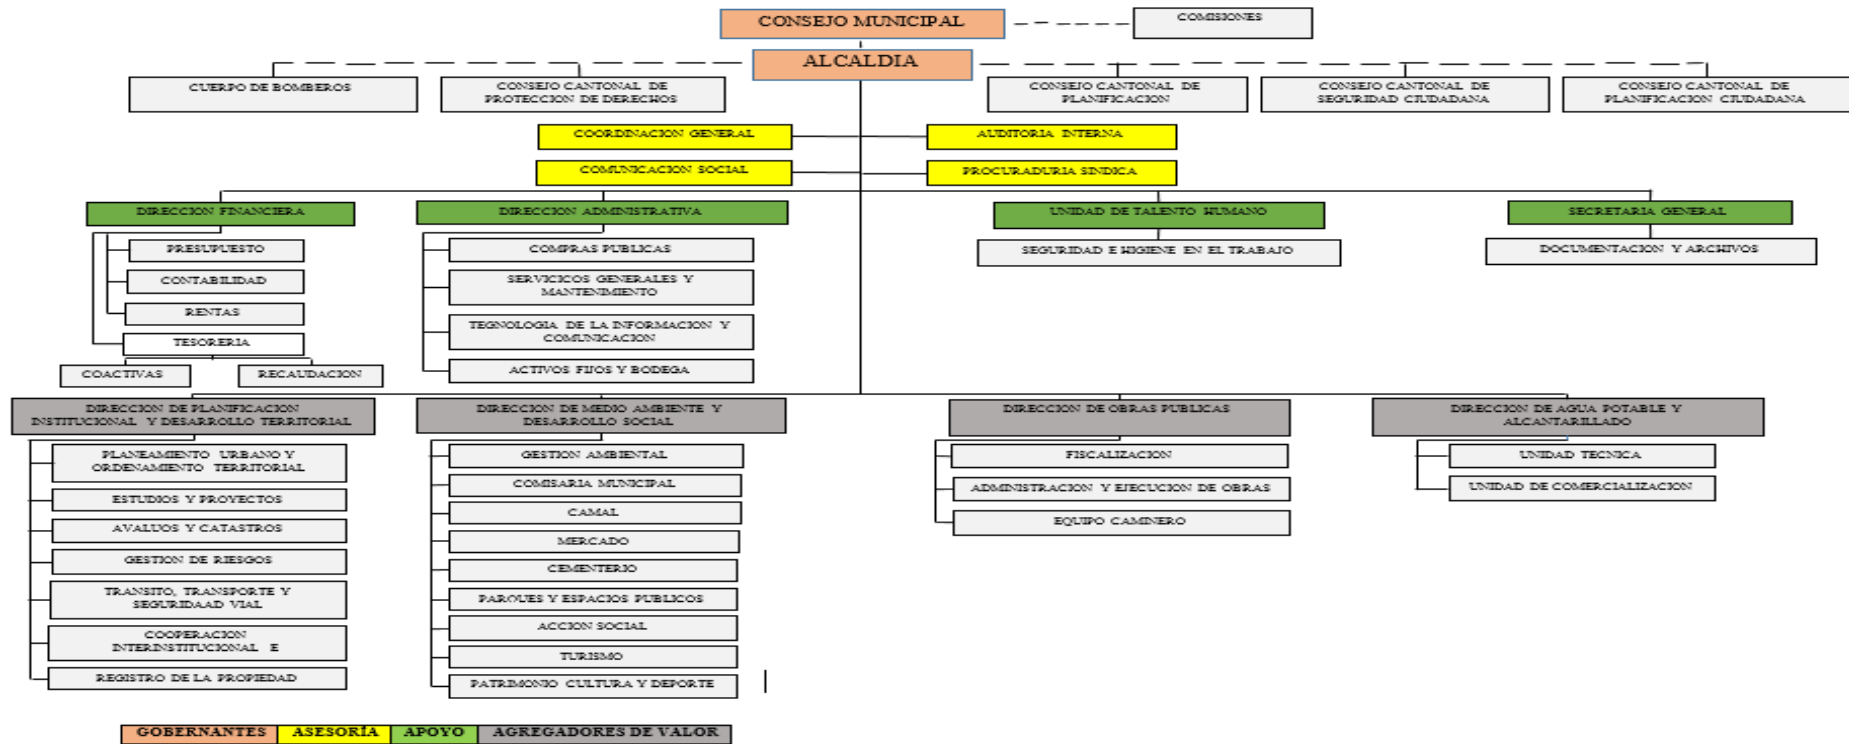 CONSEJO MUNICIPAL
COMISIONES
ALCALDIA
CUERPO DE BOMBEROS
CONSEJO CANTONAL DE
PROTECCION DE DERECHOS
CONSEJO CANTONAL DE
PLANIFICACION
CONSEJO CANTONAL DE
SEGURIDAD CIUDADANA
CONSEJO CANTONAL DE
PLANIFICACION CIUDADANA
COORDINACION GENERAL
AUDITORIA INTERNA
COMUNICACION SOCIAL
PROCURADURIA SINDICA
DIRECCION FINANCIERA
DIRECCION ADMINISTRATIVA
UNIDAD DE TALENTO HUMANO
SECRETARIA GENERAL
PRESUPUESTO
CONTABILIDAD
RENTAS
TESORERIA
COACTIVAS
RECAUDACION
COMPRAS PUBLICAS
SERVICICOS GENERALES Y
MANTENIMIENTO
TEGNOLOGIA DE LA INFORMACION Y
COMUNICACION
ACTIVOS FIJOS Y BODEGA
SEGURIDAD E HIGIENE EN EL TRABAJO
DOCUMENTACION Y ARCHIVOS
DIRECCION DE PLANIFICACION
INSTITUCIONAL Y DESARROLLO TERRITORIAL
DIRECCION DE MEDIO AMBIENTE Y
DESARROLLO SOCIAL
DIRECCION DE OBRAS PUBLICAS
DIRECCION DE AGUA POTABLE Y
ALCANTARILLADO
PLANEAMIENTO URBANO Y
ORDENAMIENTO TERRITORIAL
ESTUDIOS Y PROYECTOS
AVALUOS Y CATASTROS
GESTION DE RIESGOS
TRANSITO, TRANSPORTE Y
SEGURIDAAD VIAL
COOPERACION
INTERINSTITUCIONAL E
REGISTRO DE LA PROPIEDAD
GESTION AMBIENTAL
COMISARIA MUNICIPAL
CAMAL
MERCADO
CEMENTERIO
PARQUES Y ESPACIOS PUBLICOS
ACCION SOCIAL
TURISMO
PATRIMONIO CULTURA Y DEPORTE
FISCALIZACION
ADMINISTRACION Y EJECUCION DE OBRAS
EQUIPO CAMINERO
UNIDAD TECNICA
UNIDAD DE COMERCIALIZACION
GOBERNANTES ASESORÍA APOYO AGREGADORES DE VALOR